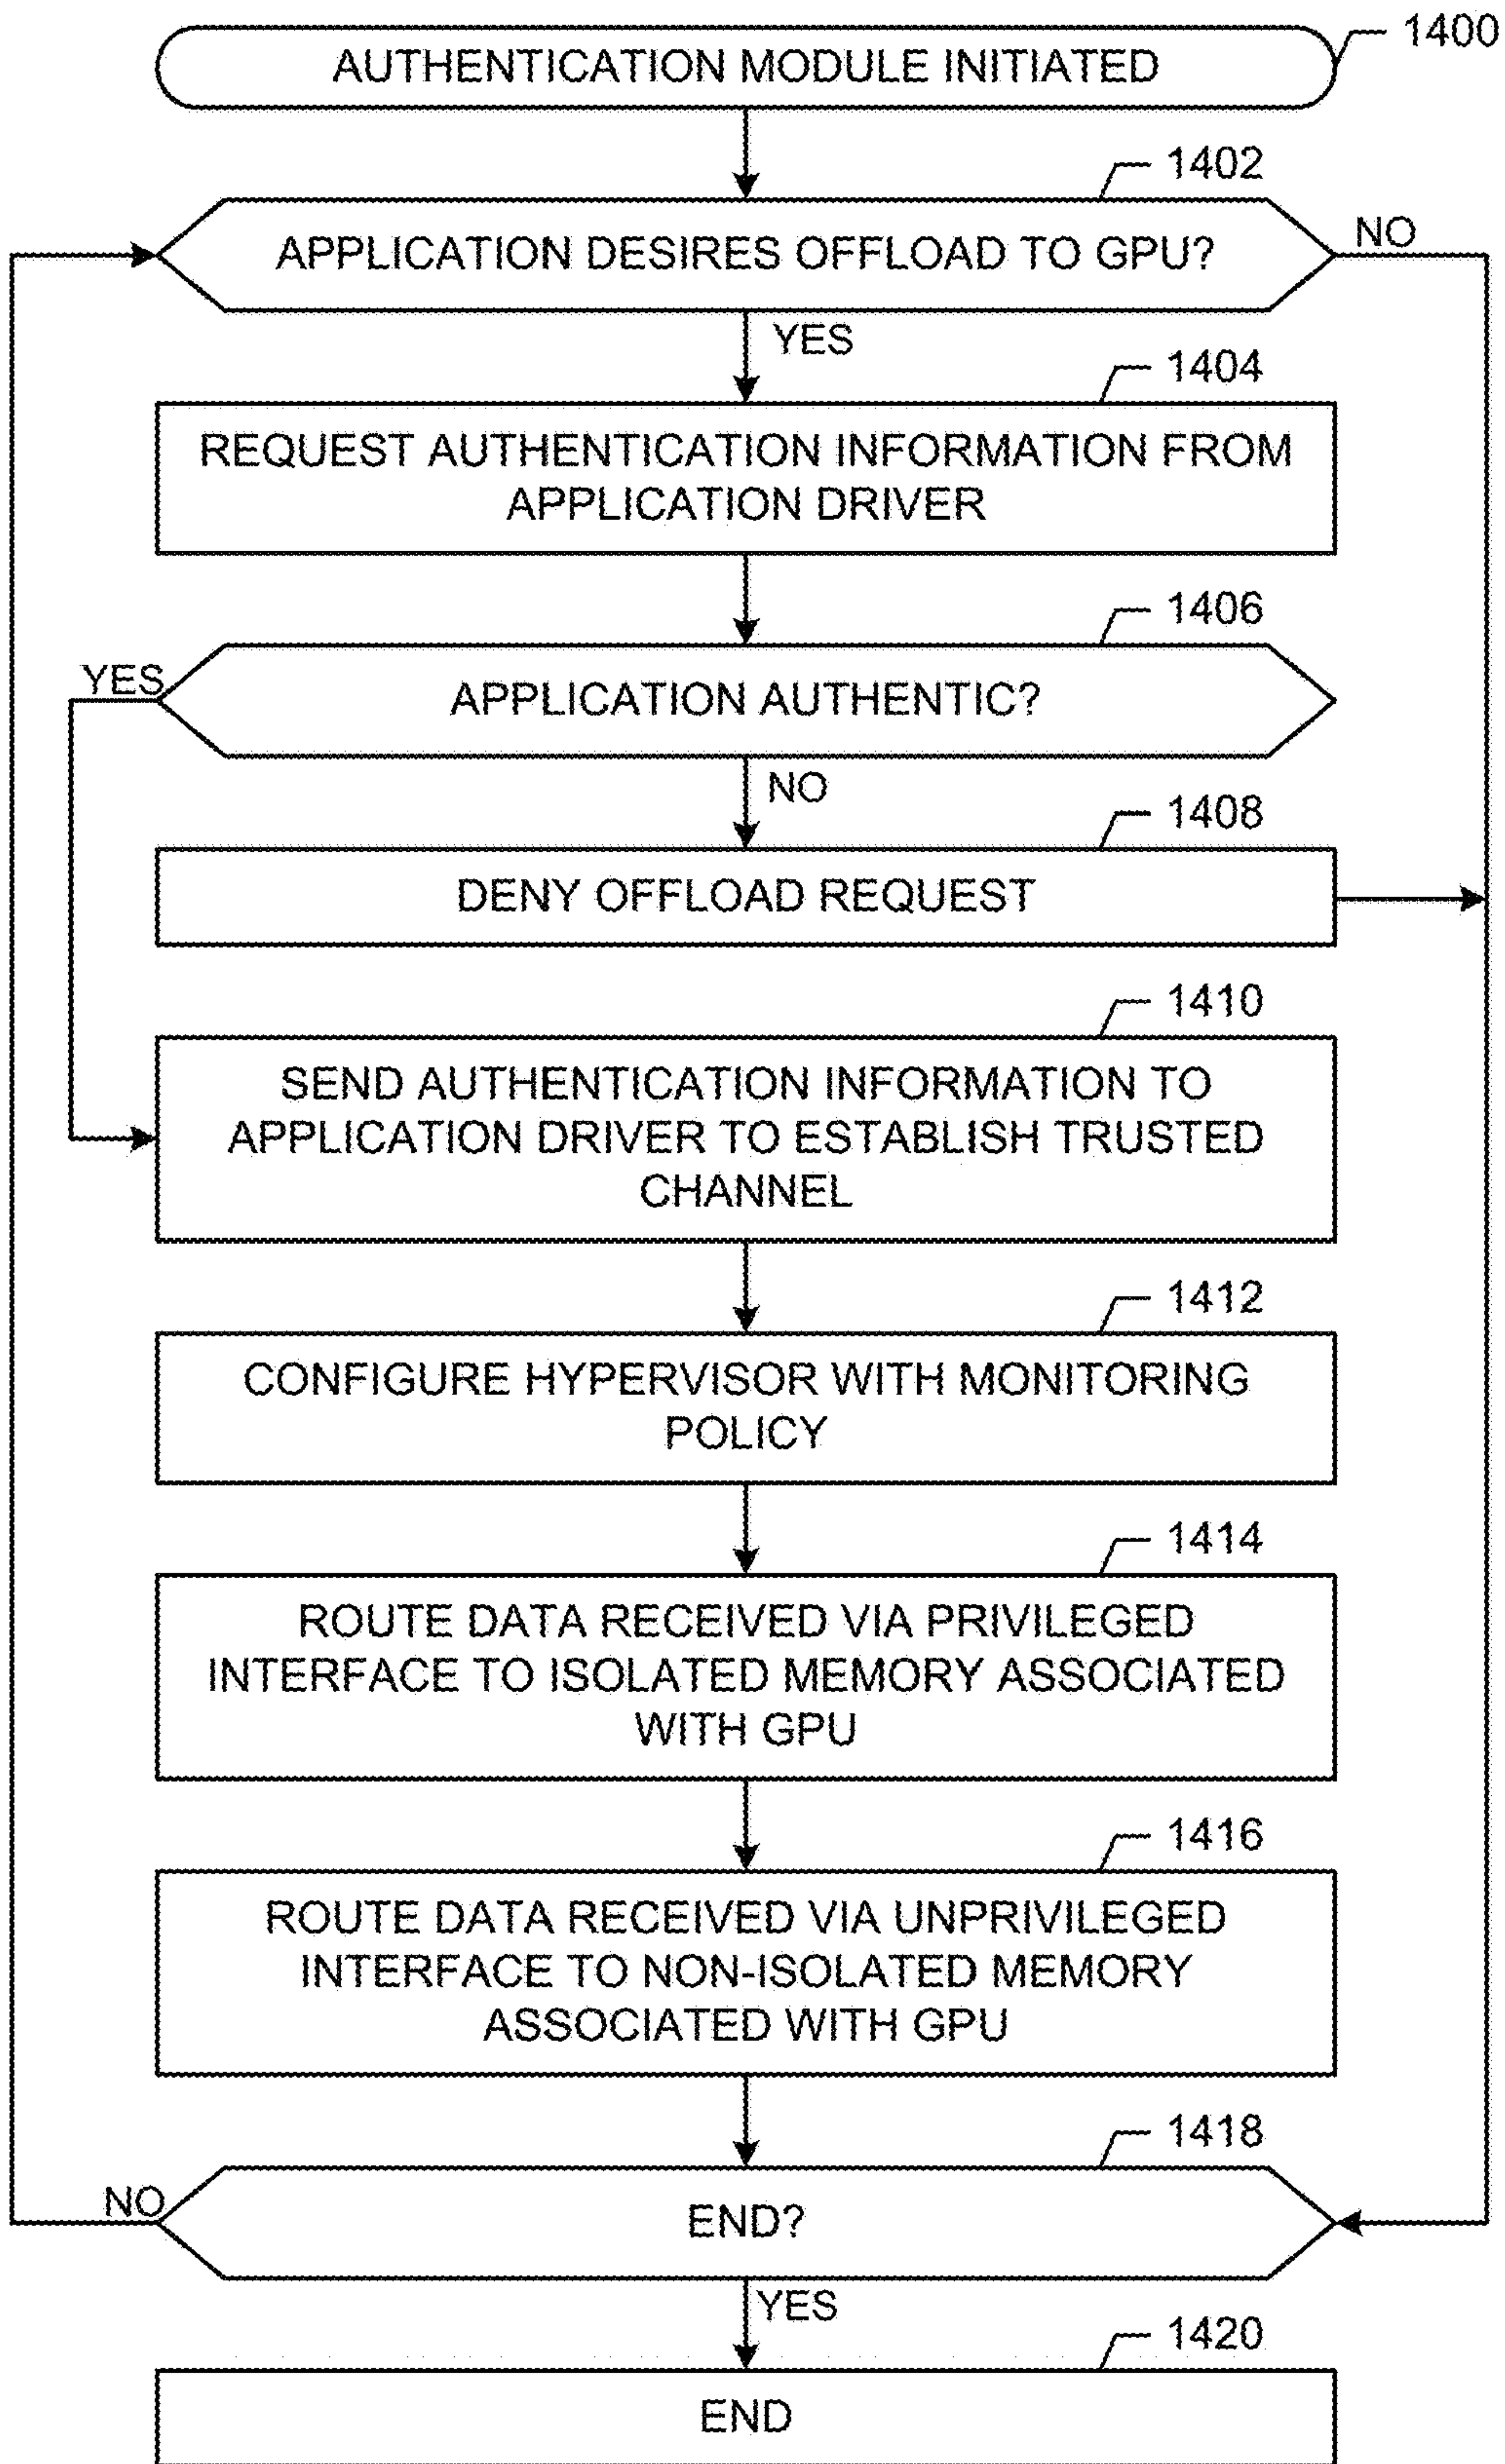 1400
AUTHENTICATION MODULE INITIATED
1402
APPLICATION DESIRES OFFLOAD TO GPU?
NO
YES
1404
REQUEST AUTHENTICATION INFORMATION FROM
APPLICATION DRIVER
1406
YES
APPLICATION AUTHENTIC?
NO
1408
DENY OFFLOAD REQUEST
1410
SEND AUTHENTICATION INFORMATION TO
APPLICATION DRIVER TO ESTABLISH TRUSTED
CHANNEL
1412
CONFIGURE HYPERVISOR WITH MONITORING
POLICY
1414
ROUTE DATA RECEIVED VIA PRIVILEGED
INTERFACE TO ISOLATED MEMORY ASSOCIATED
WITH GPU
1416
ROUTE DATA RECEIVED VIA UNPRIVILEGED
INTERFACE TO NON-ISOLATED MEMORY
ASSOCIATED WITH GPU
1418
NO
END?
YES
1420
END